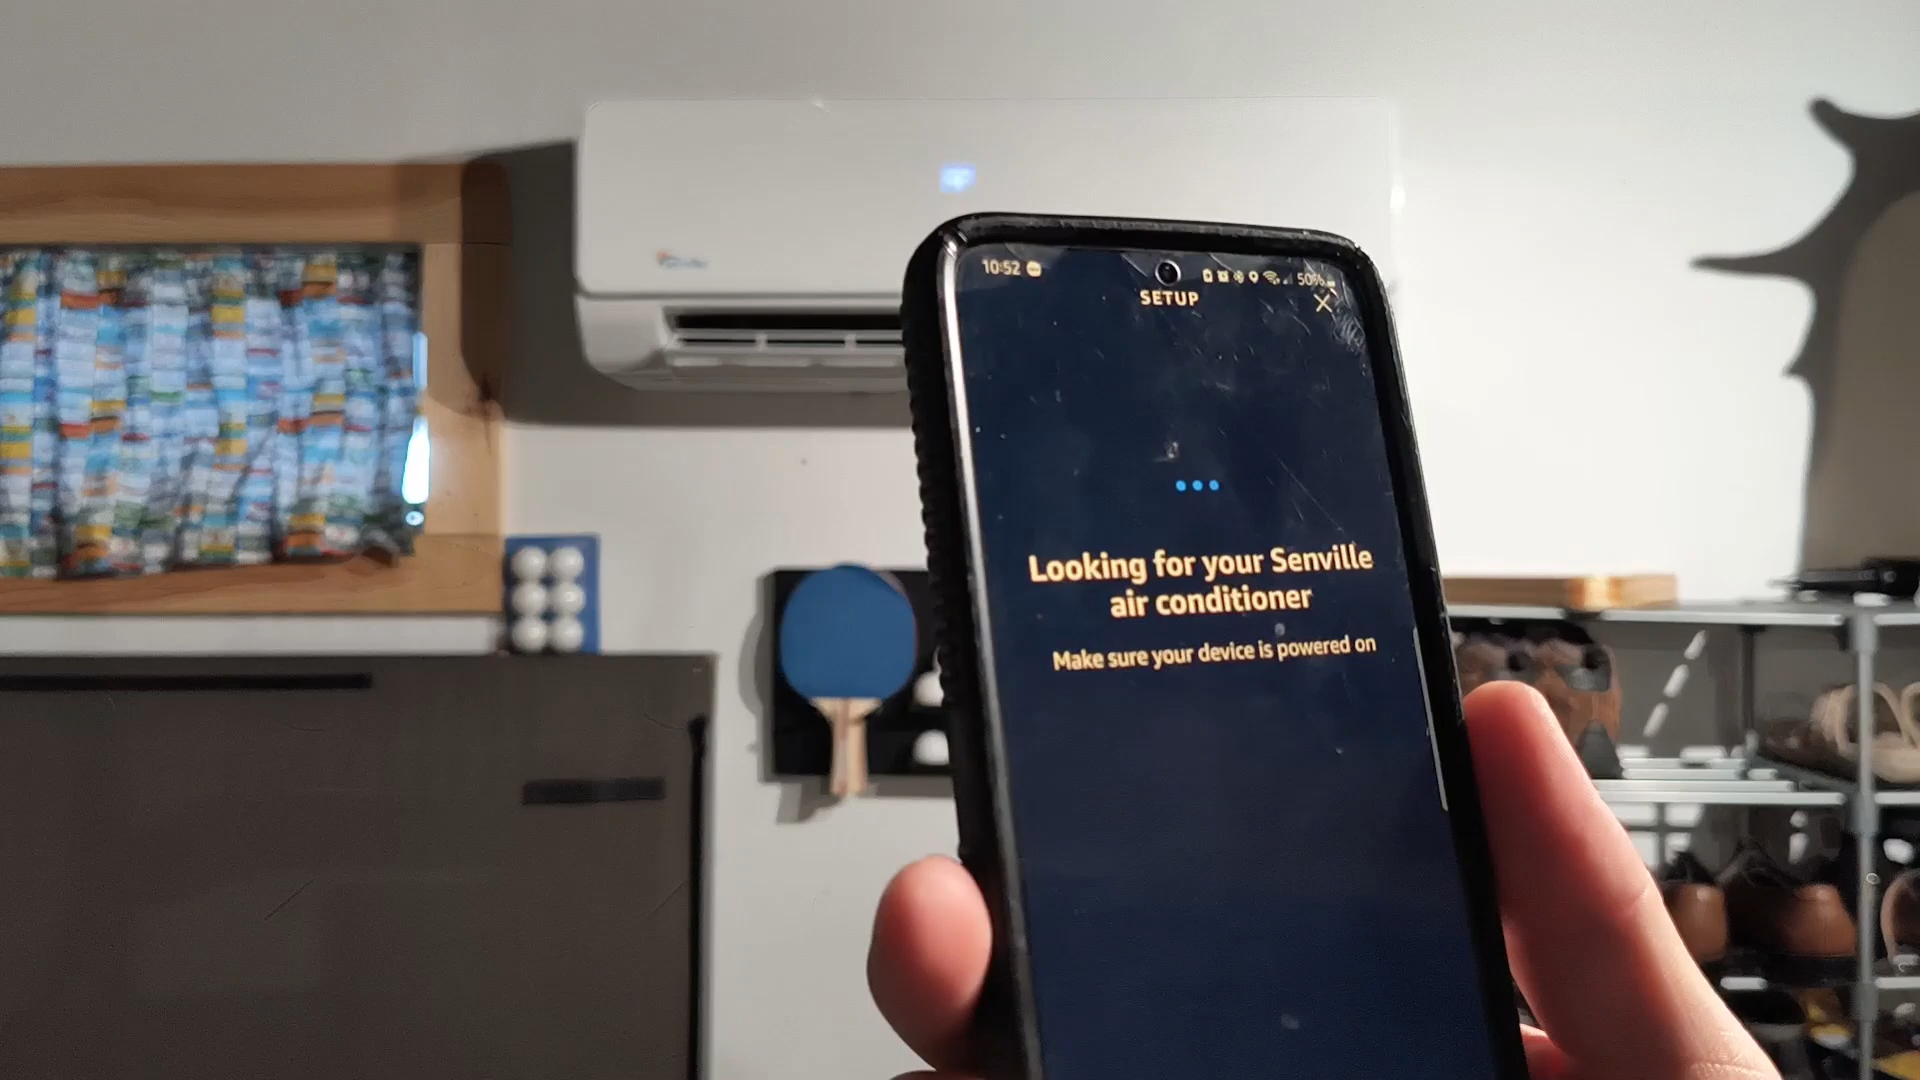 10:52
50%
SETUP
Looking for your Senville
air conditioner
Make sure your device is powered on